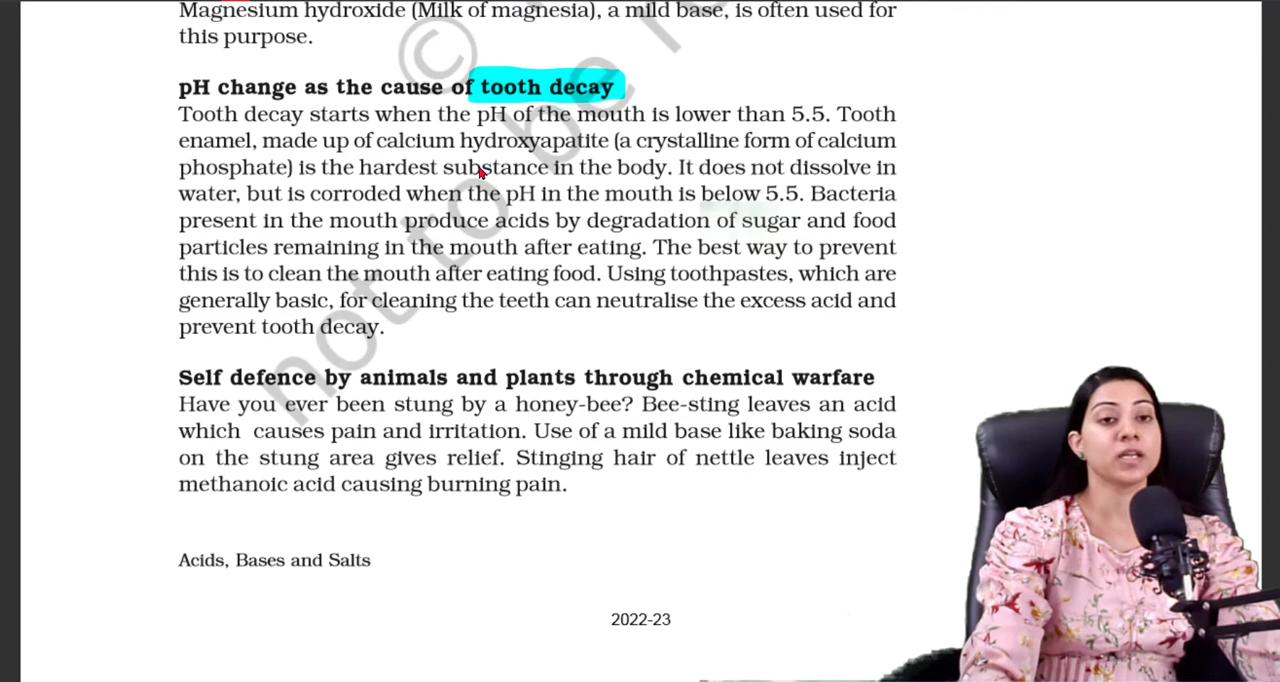 Magnesium hydroxide (Milk of magnesia), a mild base, is often used for
this purpose.
pH change as the cause of tooth decay
Tooth decay starts when the pH of the mouth is lower than 5.5. Tooth
enamel, made up of calcium hydroxyapatite (a crystalline form of calcium
phosphate) is the hardest substance in the body. It does not dissolve in
water, but is corroded when the pH in the mouth is below 5.5. Bacteria
present in the mouth produce acids by degradation of sugar and food
particles remaining in the mouth after eating. The best way to prevent
this is to clean the mouth after eating food. Using toothpastes, which are
generally basic, for cleaning the teeth can neutralise the excess acid and
prevent tooth decay.
Self defence by animals and plants through chemical warfare
Have you ever been stung by a honey-bee? Bee-sting leaves an acid
which causes pain and irritation. Use of a mild base like baking soda
on the stung area gives relief. Stinging hair of nettle leaves inject
methanoic acid causing burning pain.
Acids, Bases and Salts
2022-23
©
not to be